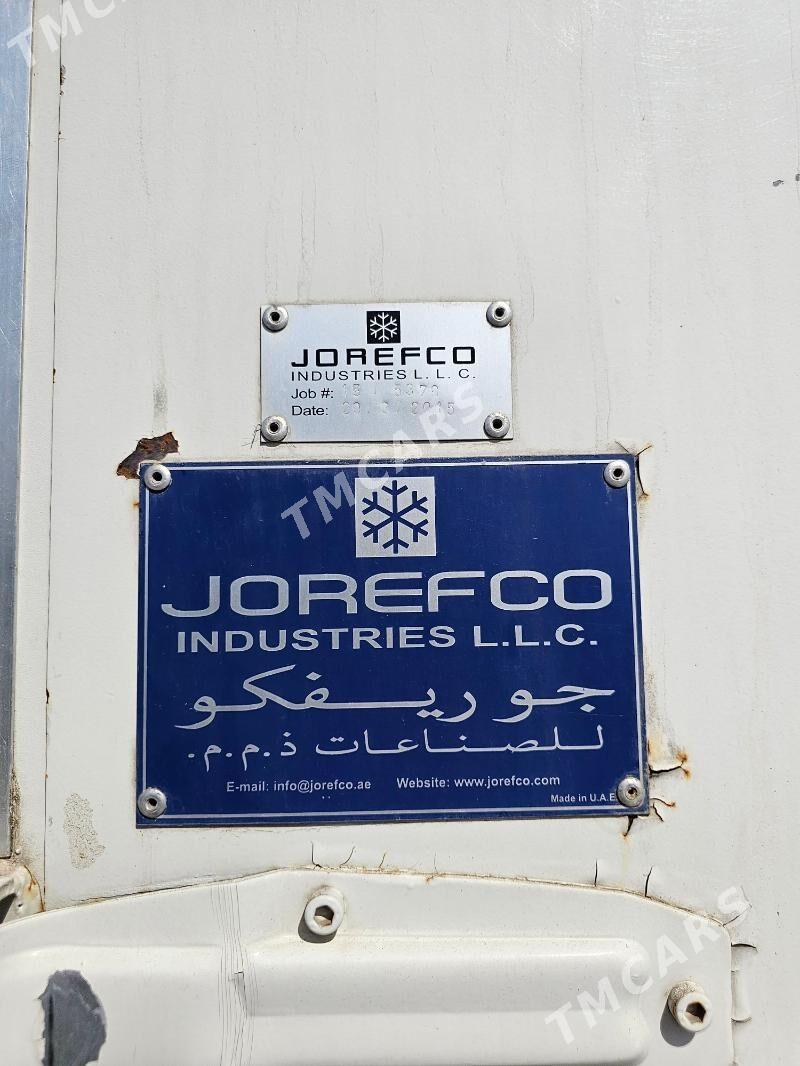 TMCARS
TMCARS
JOREFCO
INDUSTRIES L. L. C.
Job #:
Date:
TMCARS
JOREFCO
INDUSTRIES L.L.C.
جوريفكو
للصناعات ذ.م.م.
E-mail: info@jorefco.ae Website: www.jorefco.com
Made in U.A.E
TMCARS